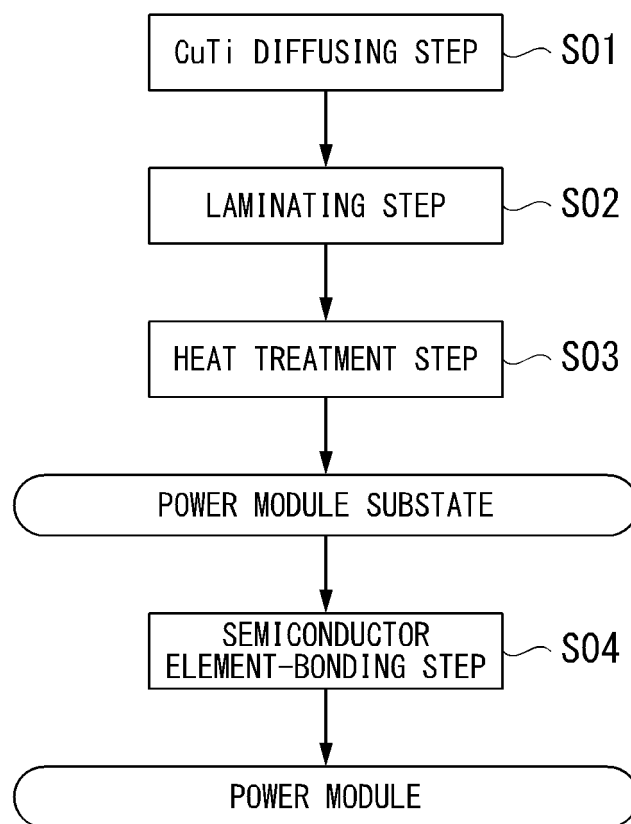 CuTi DIFFUSING STEP S01
LAMINATING STEP S02
HEAT TREATMENT STEP S03
POWER MODULE SUBSTATE
SEMICONDUCTOR
ELEMENT-BONDING STEP S04
POWER MODULE